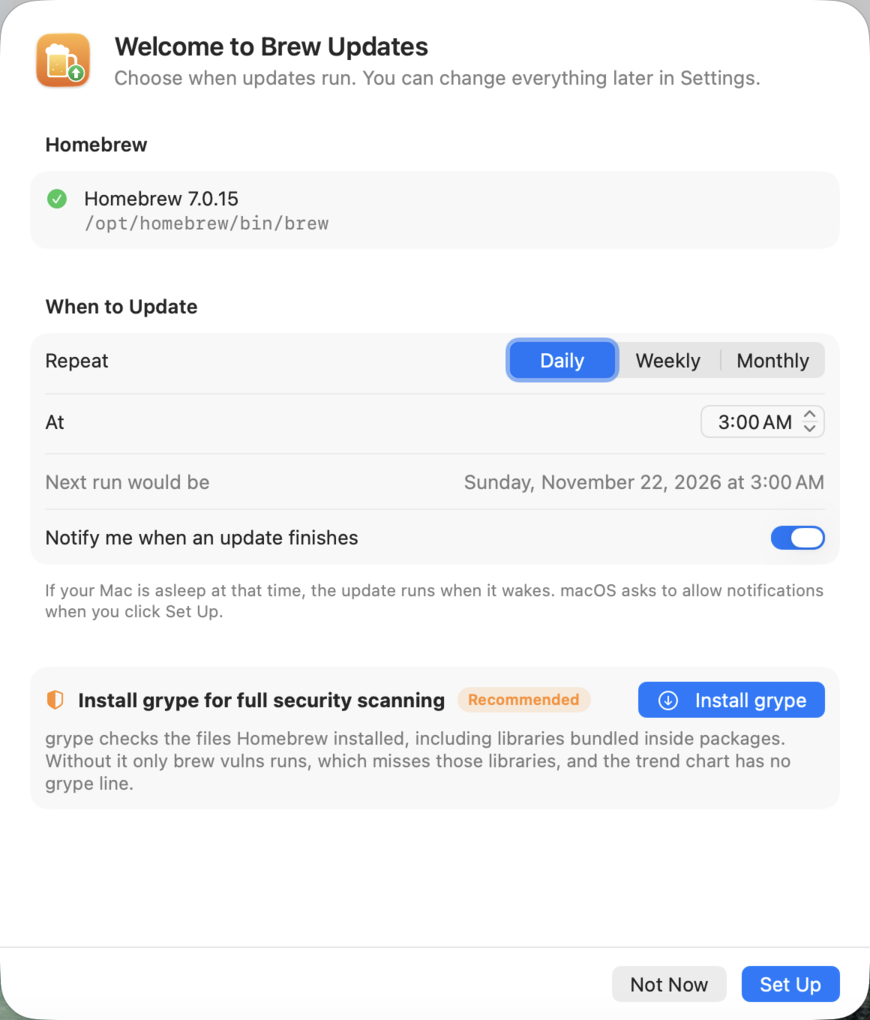 Welcome to Brew Updates
Choose when updates run. You can change everything later in Settings.
Homebrew
Homebrew 7.0.15
/opt/homebrew/bin/brew
When to Update
Repeat
Daily
Weekly
Monthly
At
3:00 AM
Next run would be
Sunday, November 22, 2026 at 3:00 AM
Notify me when an update finishes
If your Mac is asleep at that time, the update runs when it wakes. macOS asks to allow notifications
when you click Set Up.
Install grype for full security scanning
Recommended
Install grype
grype checks the files Homebrew installed, including libraries bundled inside packages.
Without it only brew vulns runs, which misses those libraries, and the trend chart has no
grype line.
Not Now
Set Up